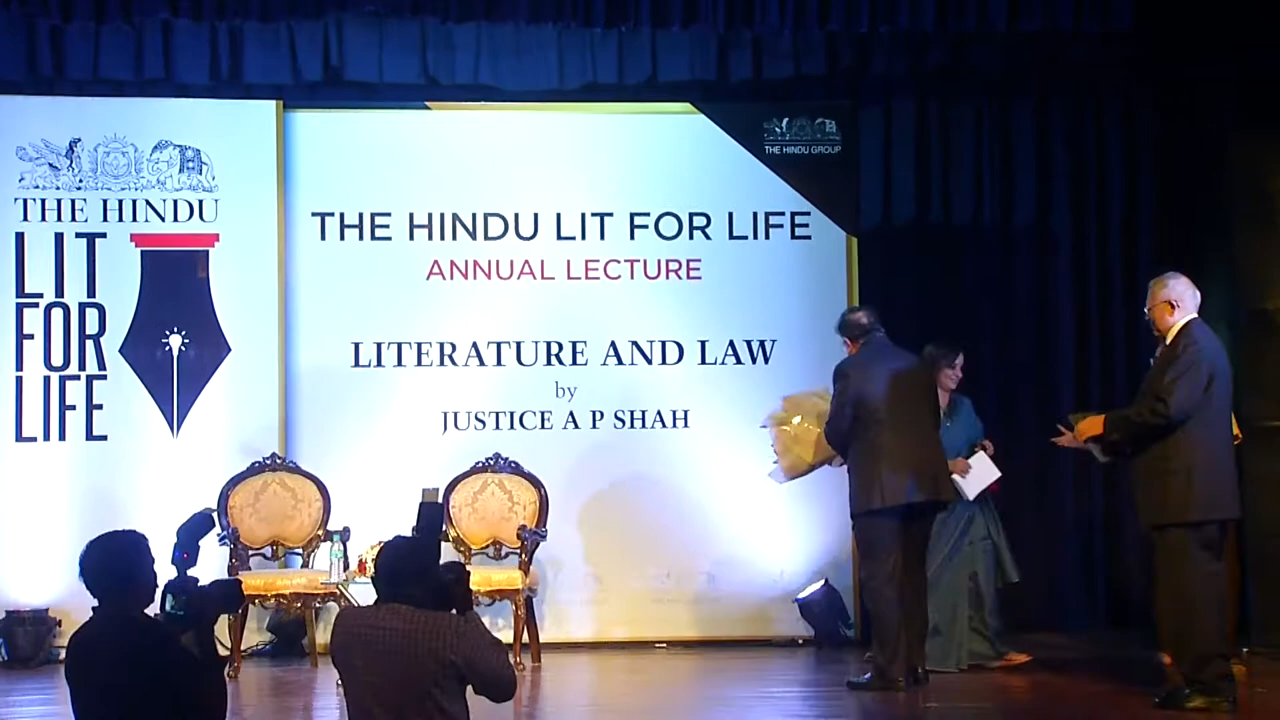 THE HINDU
LIT
FOR
LIFE
THE HINDU GROUP
THE HINDU LIT FOR LIFE
ANNUAL LECTURE
LITERATURE AND LAW
by
JUSTICE A P SHAH